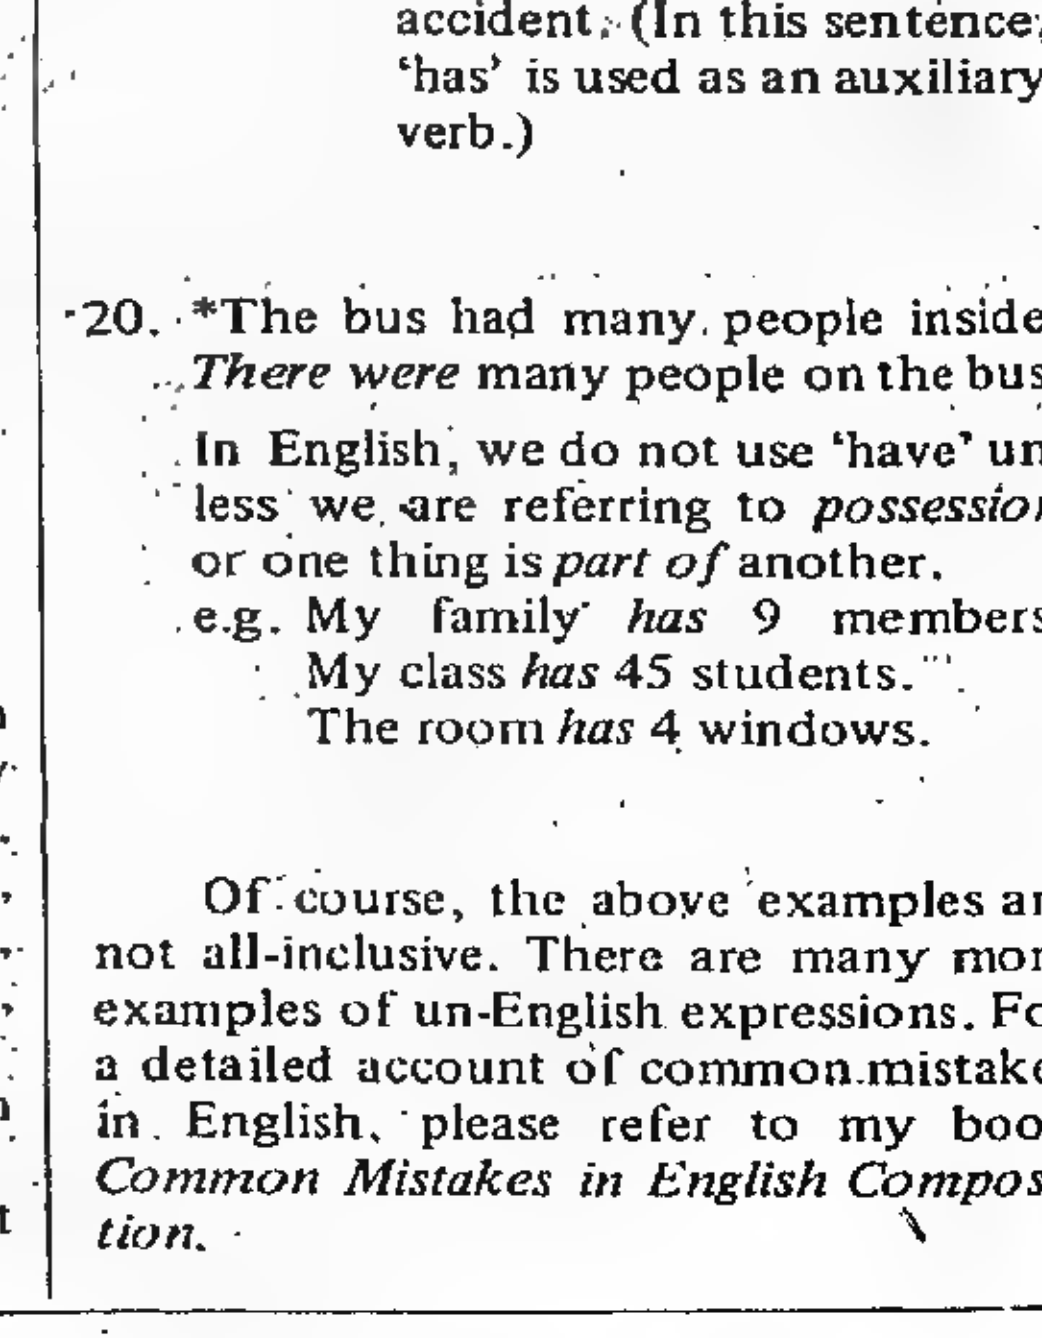 accident. (In this sentence,
'has' is used as an auxiliary
verb.)
20. *The bus had many people inside
There were many people on the bus
In English, we do not use 'have' un
less we are referring to possession
or one thing is part of another.
e.g. My family has 9 members
My class has 45 students.
The room has 4 windows.
Of course, the above examples ar
not all-inclusive. There are many mor
examples of un-English expressions. Fo
a detailed account of common mistake
in English, please refer to my boo
Common Mistakes in English Compos
tion.